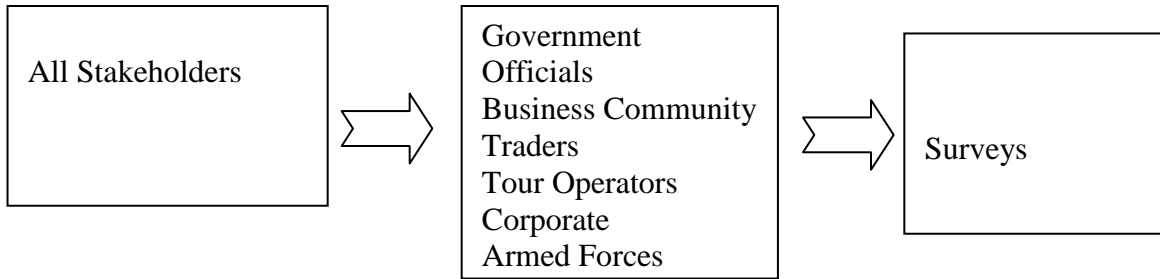 All Stakeholders
Government
Officials
Business Community
Traders
Tour Operators
Corporate
Armed Forces
Surveys